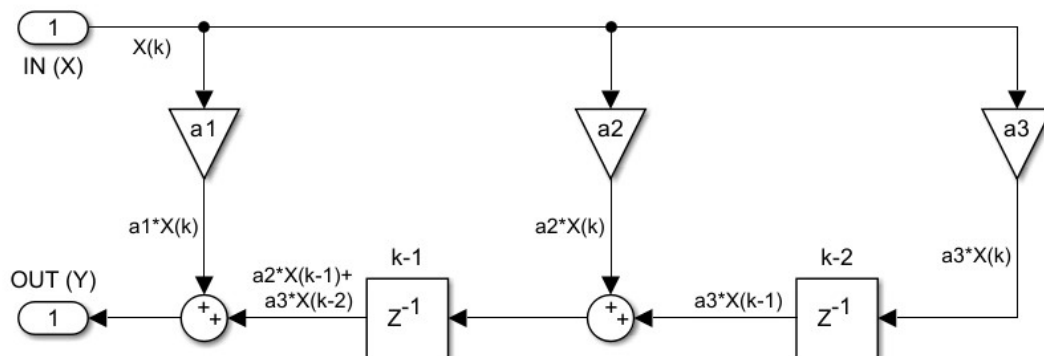 1
IN (X)
X(k)
a1
a2
a3
a1*X(k)
a2*X(k)
a3*X(k)
OUT (Y)
1
+
+
a2*X(k-1)+
a3*X(k-2)
k-1
Z-1
+
+
a3*X(k-1)
k-2
Z-1